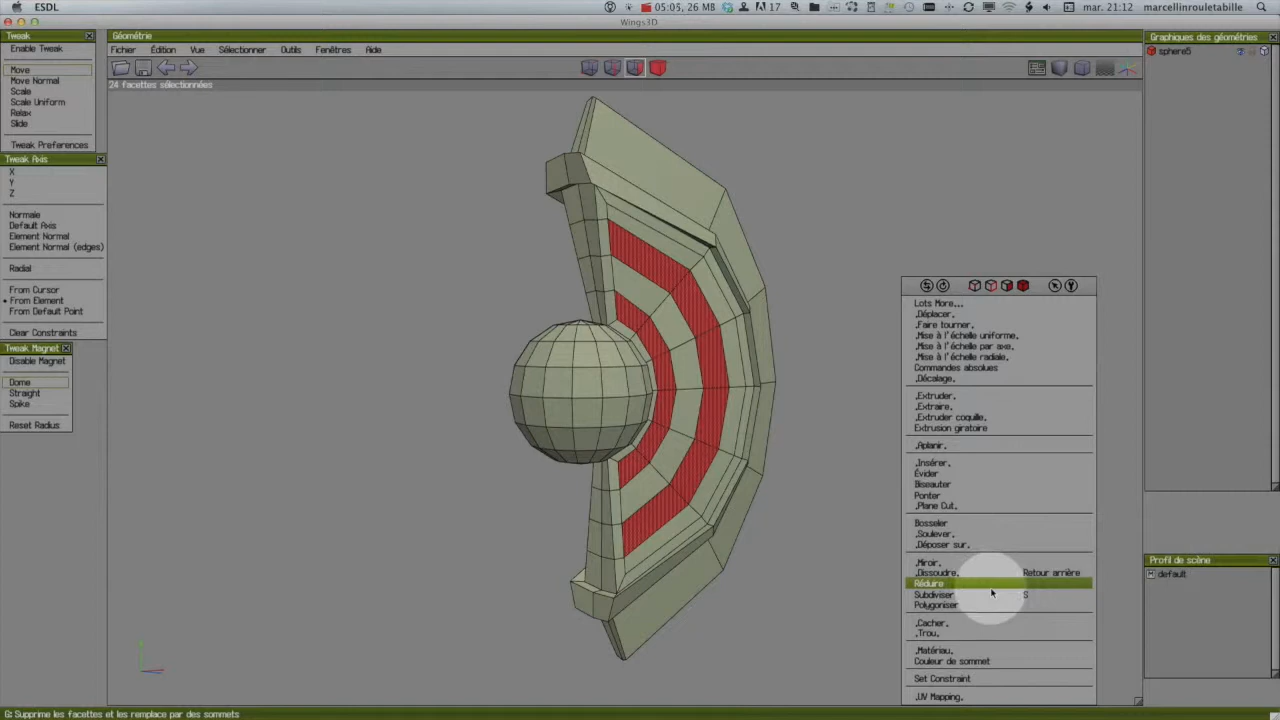 ESDL
05:05, 26 MB
17
mar. 21:12
marcellinrouletabille
Wings3D
Tweak
Enable Tweak
Move
Move Normal
Scale
Scale Uniform
Relax
Slide
Tweak Preferences
Tweak Axis
X
Y
Z
Normale
Default Axis
Element Normal
Element Normal (edges)
Radial
From Cursor
From Element
From Default Point
Clear Constraints
Tweak Magnet
Disable Magnet
Dome
Straight
Spike
Reset Radius
Géométrie
Fichier Édition Vue Sélectionner Outils Fenêtres Aide
24 facettes sélectionnées
Lots More...
.Déplacer.
.Faire tourner.
.Mise à l'échelle uniforme.
.Mise à l'échelle par axe.
.Mise à l'échelle radiale.
Commandes absolues
.Décalage.
.Extruder.
.Extraire.
.Extruder coquille.
Extrusion giratoire
.Aplanir.
.Insérer.
Évider
Biseauter
Ponter
.Plane Cut.
Bosseler
.Soulever.
.Déposer sur.
.Miroir.
.Dissoudre. Retour arrière
Réduire
Subdiviser S
Polygoniser
.Cacher.
.Trou.
.Matériau.
Couleur de sommet
Set Constraint
.UV Mapping.
Graphiques des géométries
sphere5
Profil de scène
default
G: Supprime les facettes et les remplace par des sommets